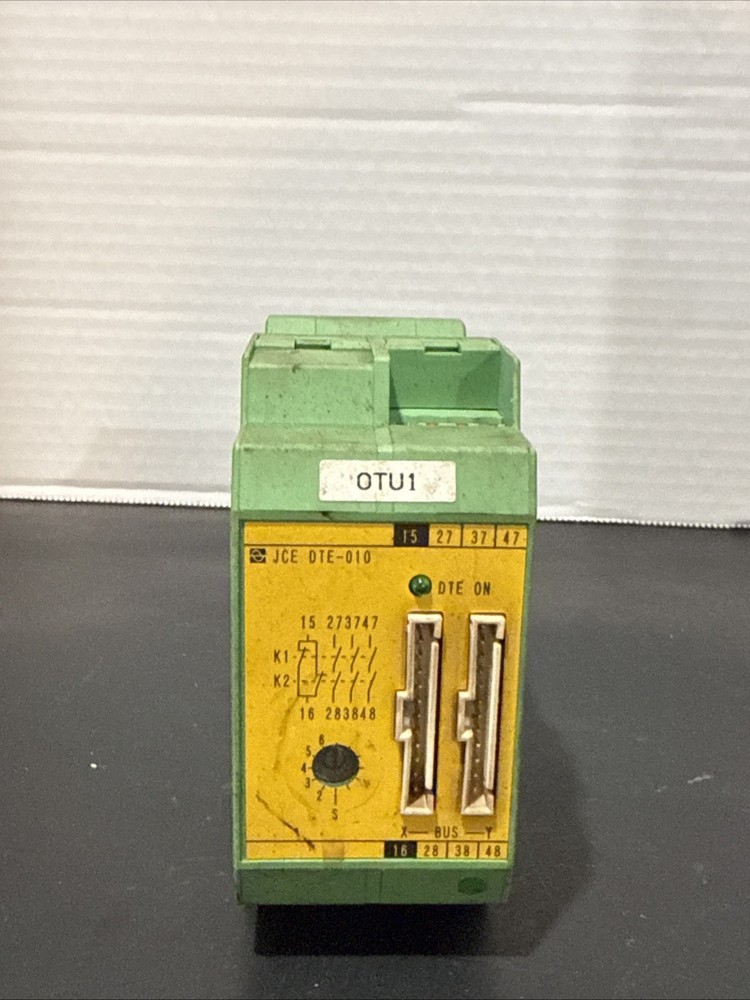 OTU1
15 27 37 47
JCE DTE-010
DTE ON
15 273747
K1
K2
16 283848
6
5
4
3
2
S
X BUS Y
16 28 38 48